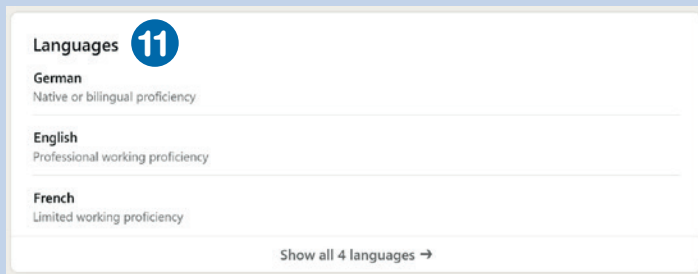 Languages 11
German
Native or bilingual proficiency
English
Professional working proficiency
French
Limited working proficiency
Show all 4 languages →